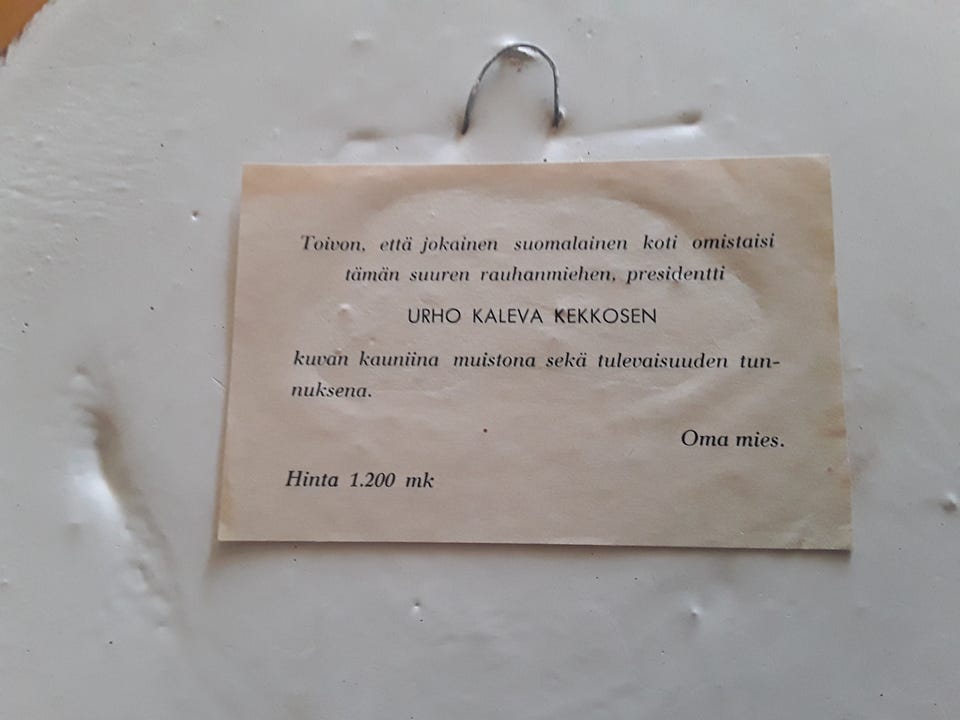 Toivon, että jokainen suomalainen koti omistaisi
tämän suuren rauhanmiehen, presidentti
URHO KALEVA KEKKOSEN
kuvan kauniina muistona sekä tulevaisuuden tun-
nuksena.
Oma mies.
Hinta 1.200 mk